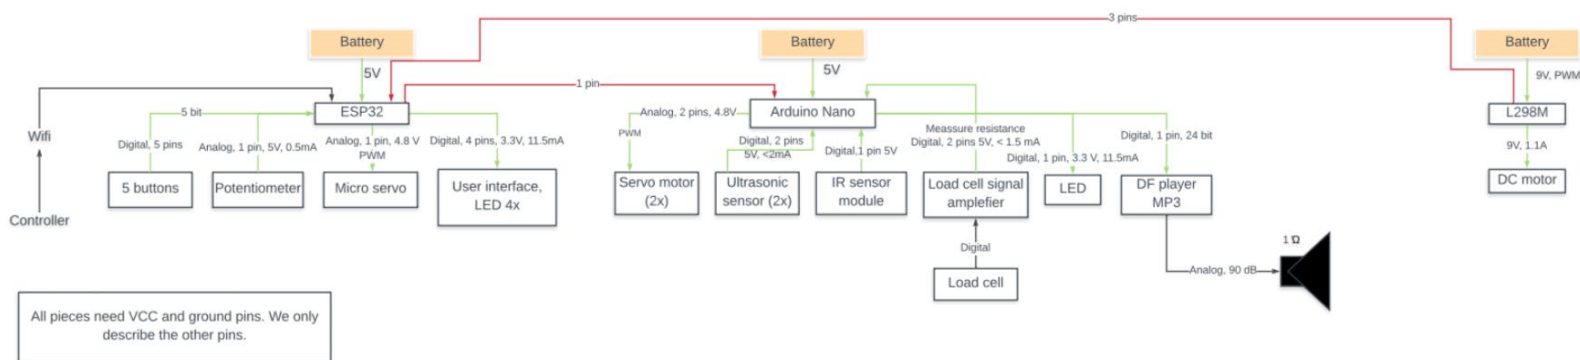 3 pins
Battery
Battery
Battery
5V
5V
9V, PWM
1 pin
ESP32
Arduino Nano
L298M
5 bit
Analog, 2 pins, 4.8V
Wifi
Digital, 5 pins
Analog, 1 pin, 5V, 0.5mA
Analog, 1 pin, 4.8 V
PWM
Digital, 4 pins, 3.3V, 11.5mA
PWM
Digital, 2 pins
5V, <2mA
Digital,1 pin 5V
Meassure resistance
Digital, 2 pins 5V, < 1.5 mA
Digital, 1 pin, 3.3 V, 11.5mA
Digital, 1 pin, 24 bit
9V, 1.1A
5 buttons
Potentiometer
Micro servo
User interface,
LED 4x
Servo motor
(2x)
Ultrasonic
sensor (2x)
IR sensor
module
Load cell signal
amplefier
LED
DF player
MP3
DC motor
Controller
Digital
Load cell
Analog, 90 dB
1 Ω
All pieces need VCC and ground pins. We only
describe the other pins.